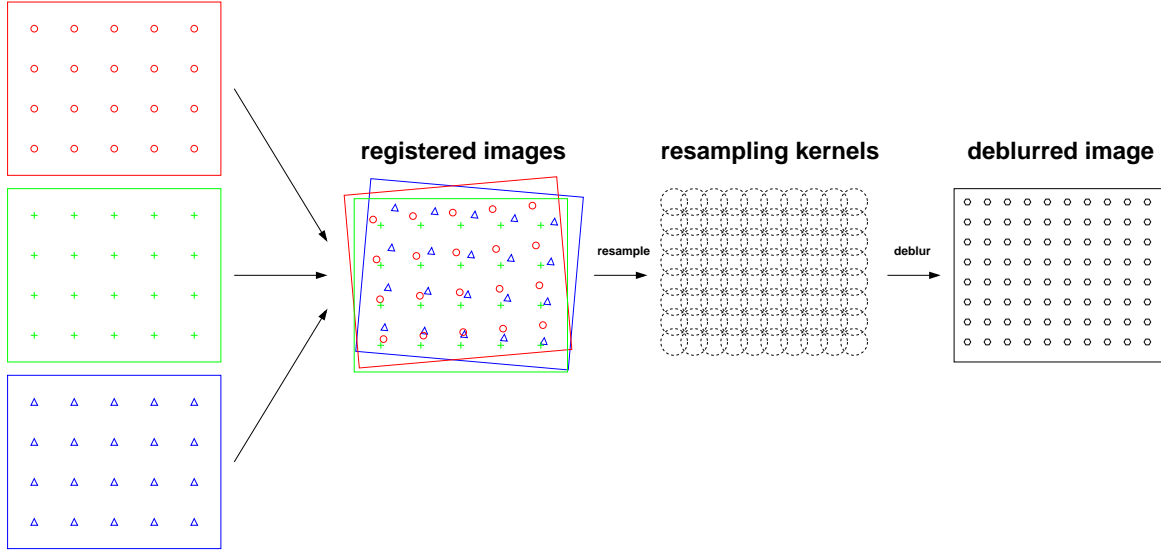 registered images
resampling kernels
deblurred image
resample
deblur